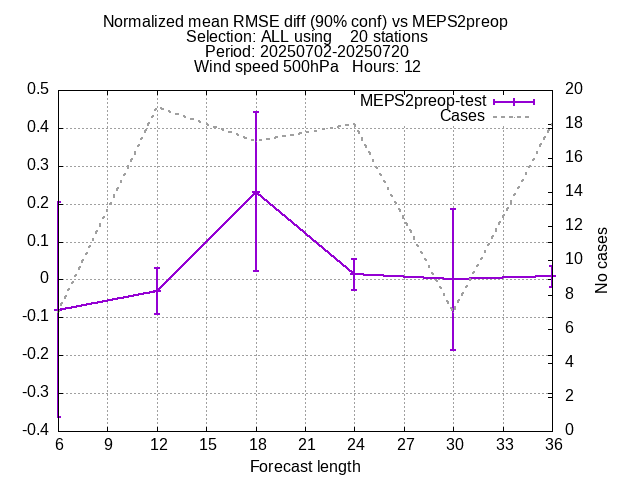 Normalized mean RMSE diff (90% conf) vs MEPS2preop
Selection: ALL using    20 stations
Period: 20250702-20250720
Wind speed 500hPa   Hours: 12
MEPS2preop-test
Cases
0.5
0.4
0.3
0.2
0.1
0
-0.1
-0.2
-0.3
-0.4
20
18
16
14
12
10
8
6
4
2
0
No cases
6 9 12 15 18 21 24 27 30 33 36
Forecast length